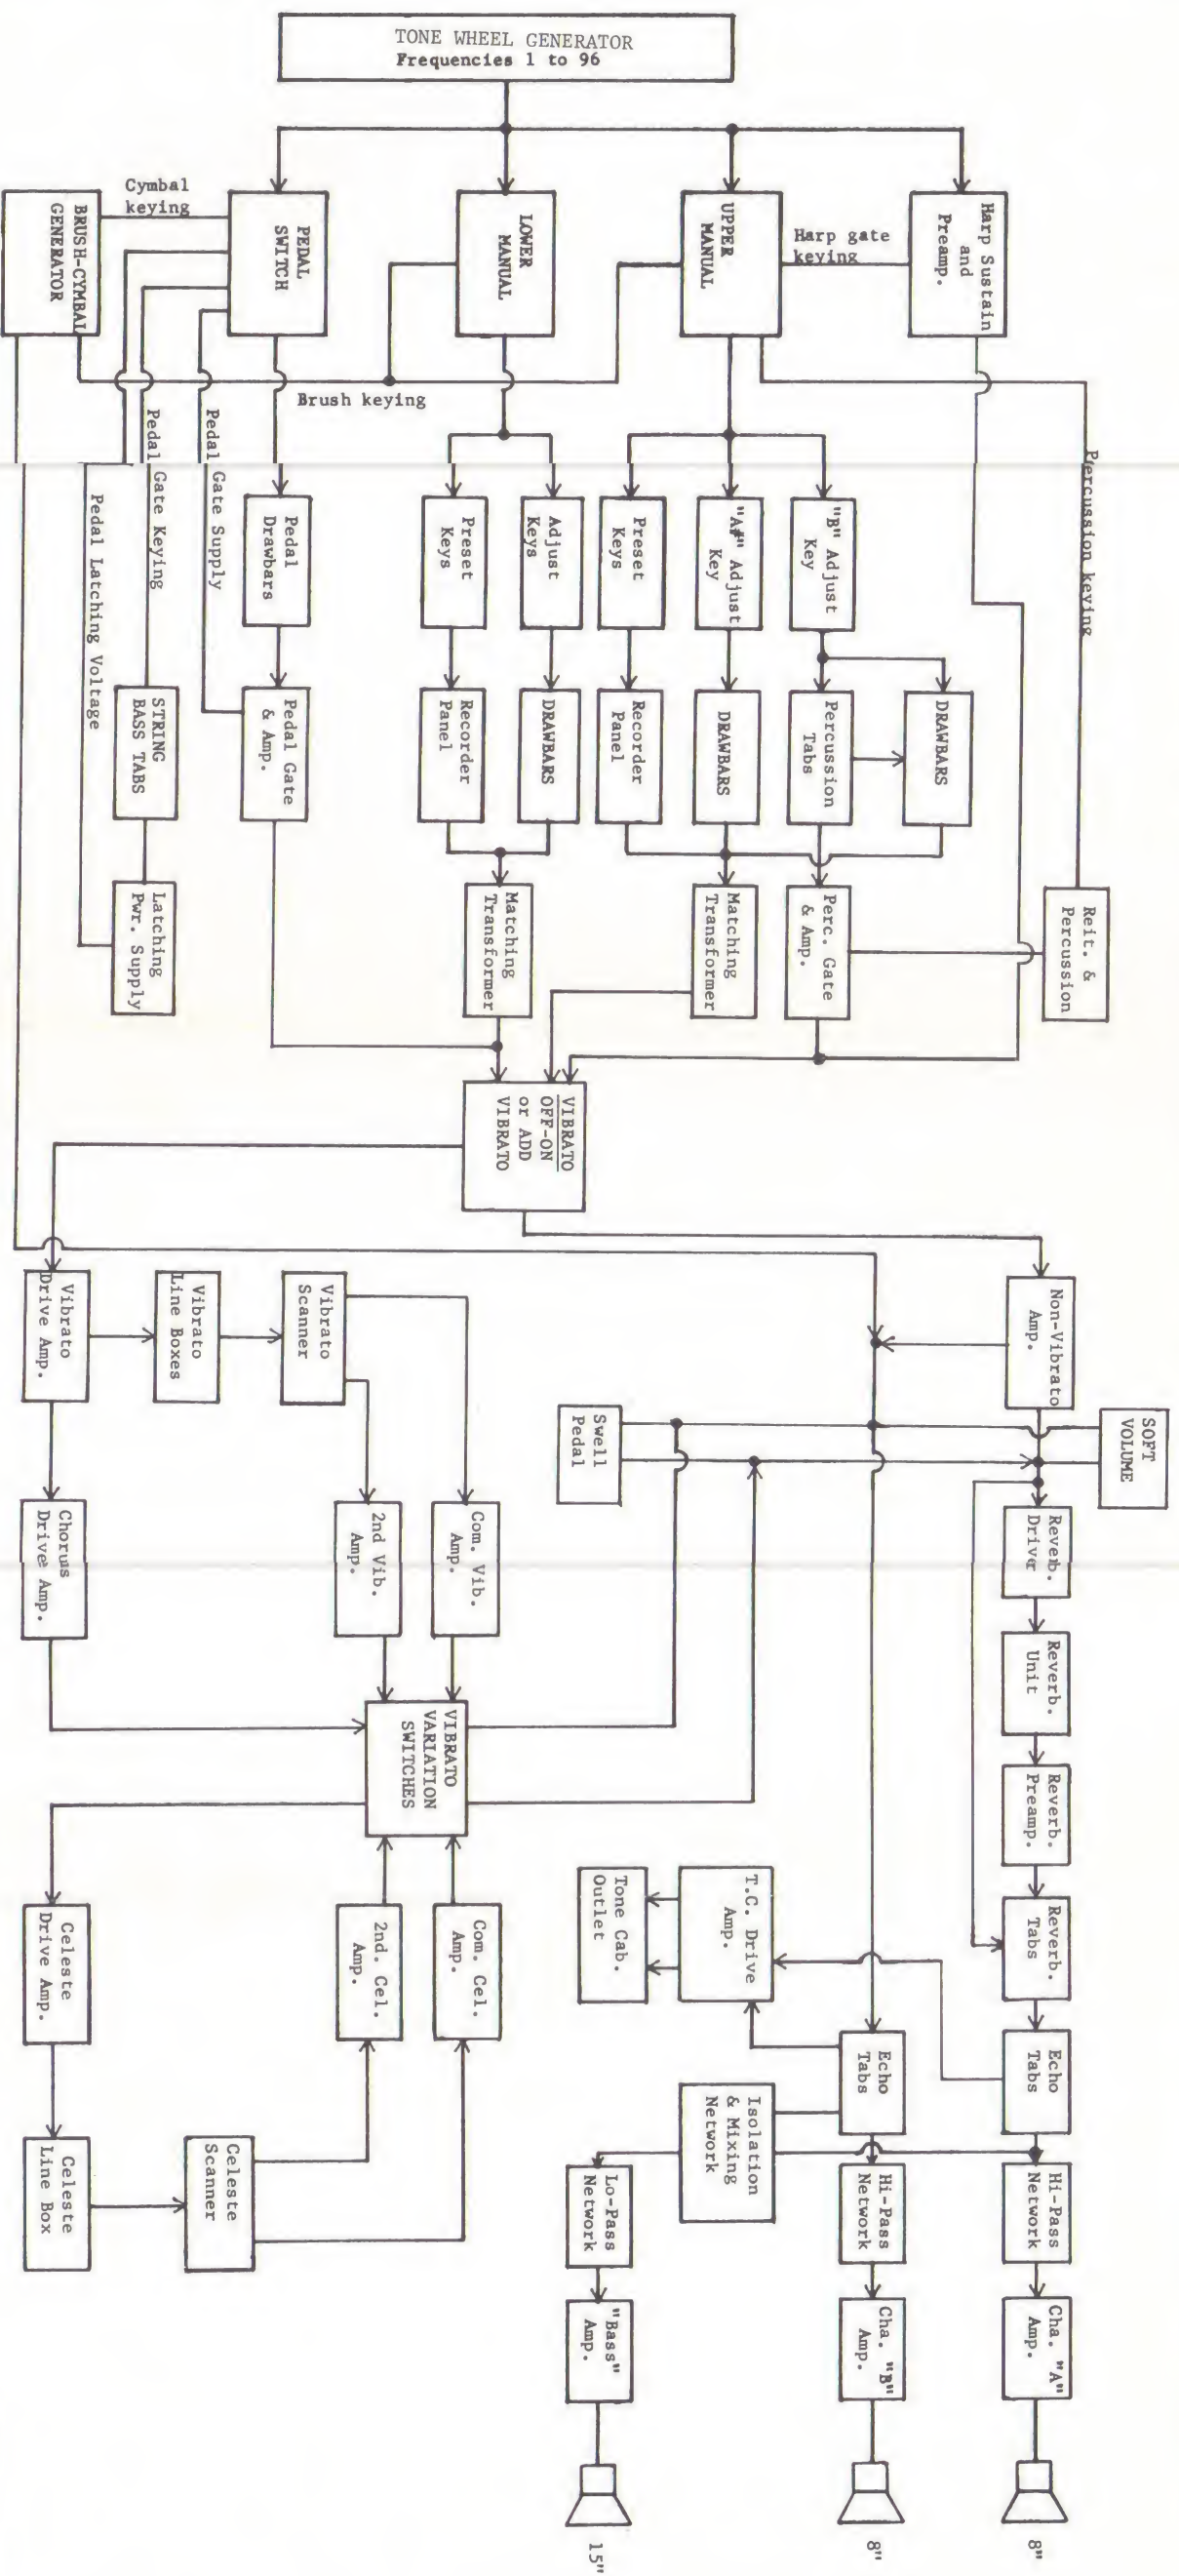 TONE WHEEL GENERATOR
Frequencies 1 to 96
Cymbal
keying
BRUSH-CYMBAL
GENERATOR
PEDAL
SWITCH
LOWER
MANUAL
UPPER
MANUAL
Harp gate
keying
Harp Sustain
and
Preamp.
Brush keying
Percussion keying
Pedal Latching Voltage
Pedal Gate Keying
Pedal Gate Supply
Pedal
Drawbars
Preset
Keys
Adjust
Keys
Preset
Keys
"A#" Adjust
Key
"B" Adjust
Key
STRING
BASS TABS
Pedal Gate
& Amp.
Recorder
Panel
DRAWBARS
Recorder
Panel
DRAWBARS
Percussion
Tabs
DRAWBARS
Latching
Pwr. Supply
Matching
Transformer
Matching
Transformer
Perc. Gate
& Amp.
Reit. &
Percussion
VIBRATO
OFF-ON
or ADD
VIBRATO
Vibrato
Drive Amp.
Vibrato
Line Boxes
Vibrato
Scanner
Non-Vibrato
Amp.
Swell
Pedal
SOFT
VOLUME
Chorus
Drive Amp.
2nd Vib.
Amp.
Com. Vib.
Amp.
Reverb.
Driver
Reverb.
Unit
VIBRATO
VARIATION
SWITCHES
Reverb.
Preamp.
Celeste
Drive Amp.
2nd. Cel.
Amp.
Com. Cel.
Amp.
Tone Cab.
Outlet
T.C. Drive
Amp.
Reverb.
Tabs
Echo
Tabs
Echo
Tabs
Celeste
Line Box
Celeste
Scanner
Isolation
& Mixing
Network
Lo-Pass
Network
Hi-Pass
Network
Hi-Pass
Network
"Bass"
Amp.
Cha. "B"
Amp.
Cha. "A"
Amp.
15"
8"
8"